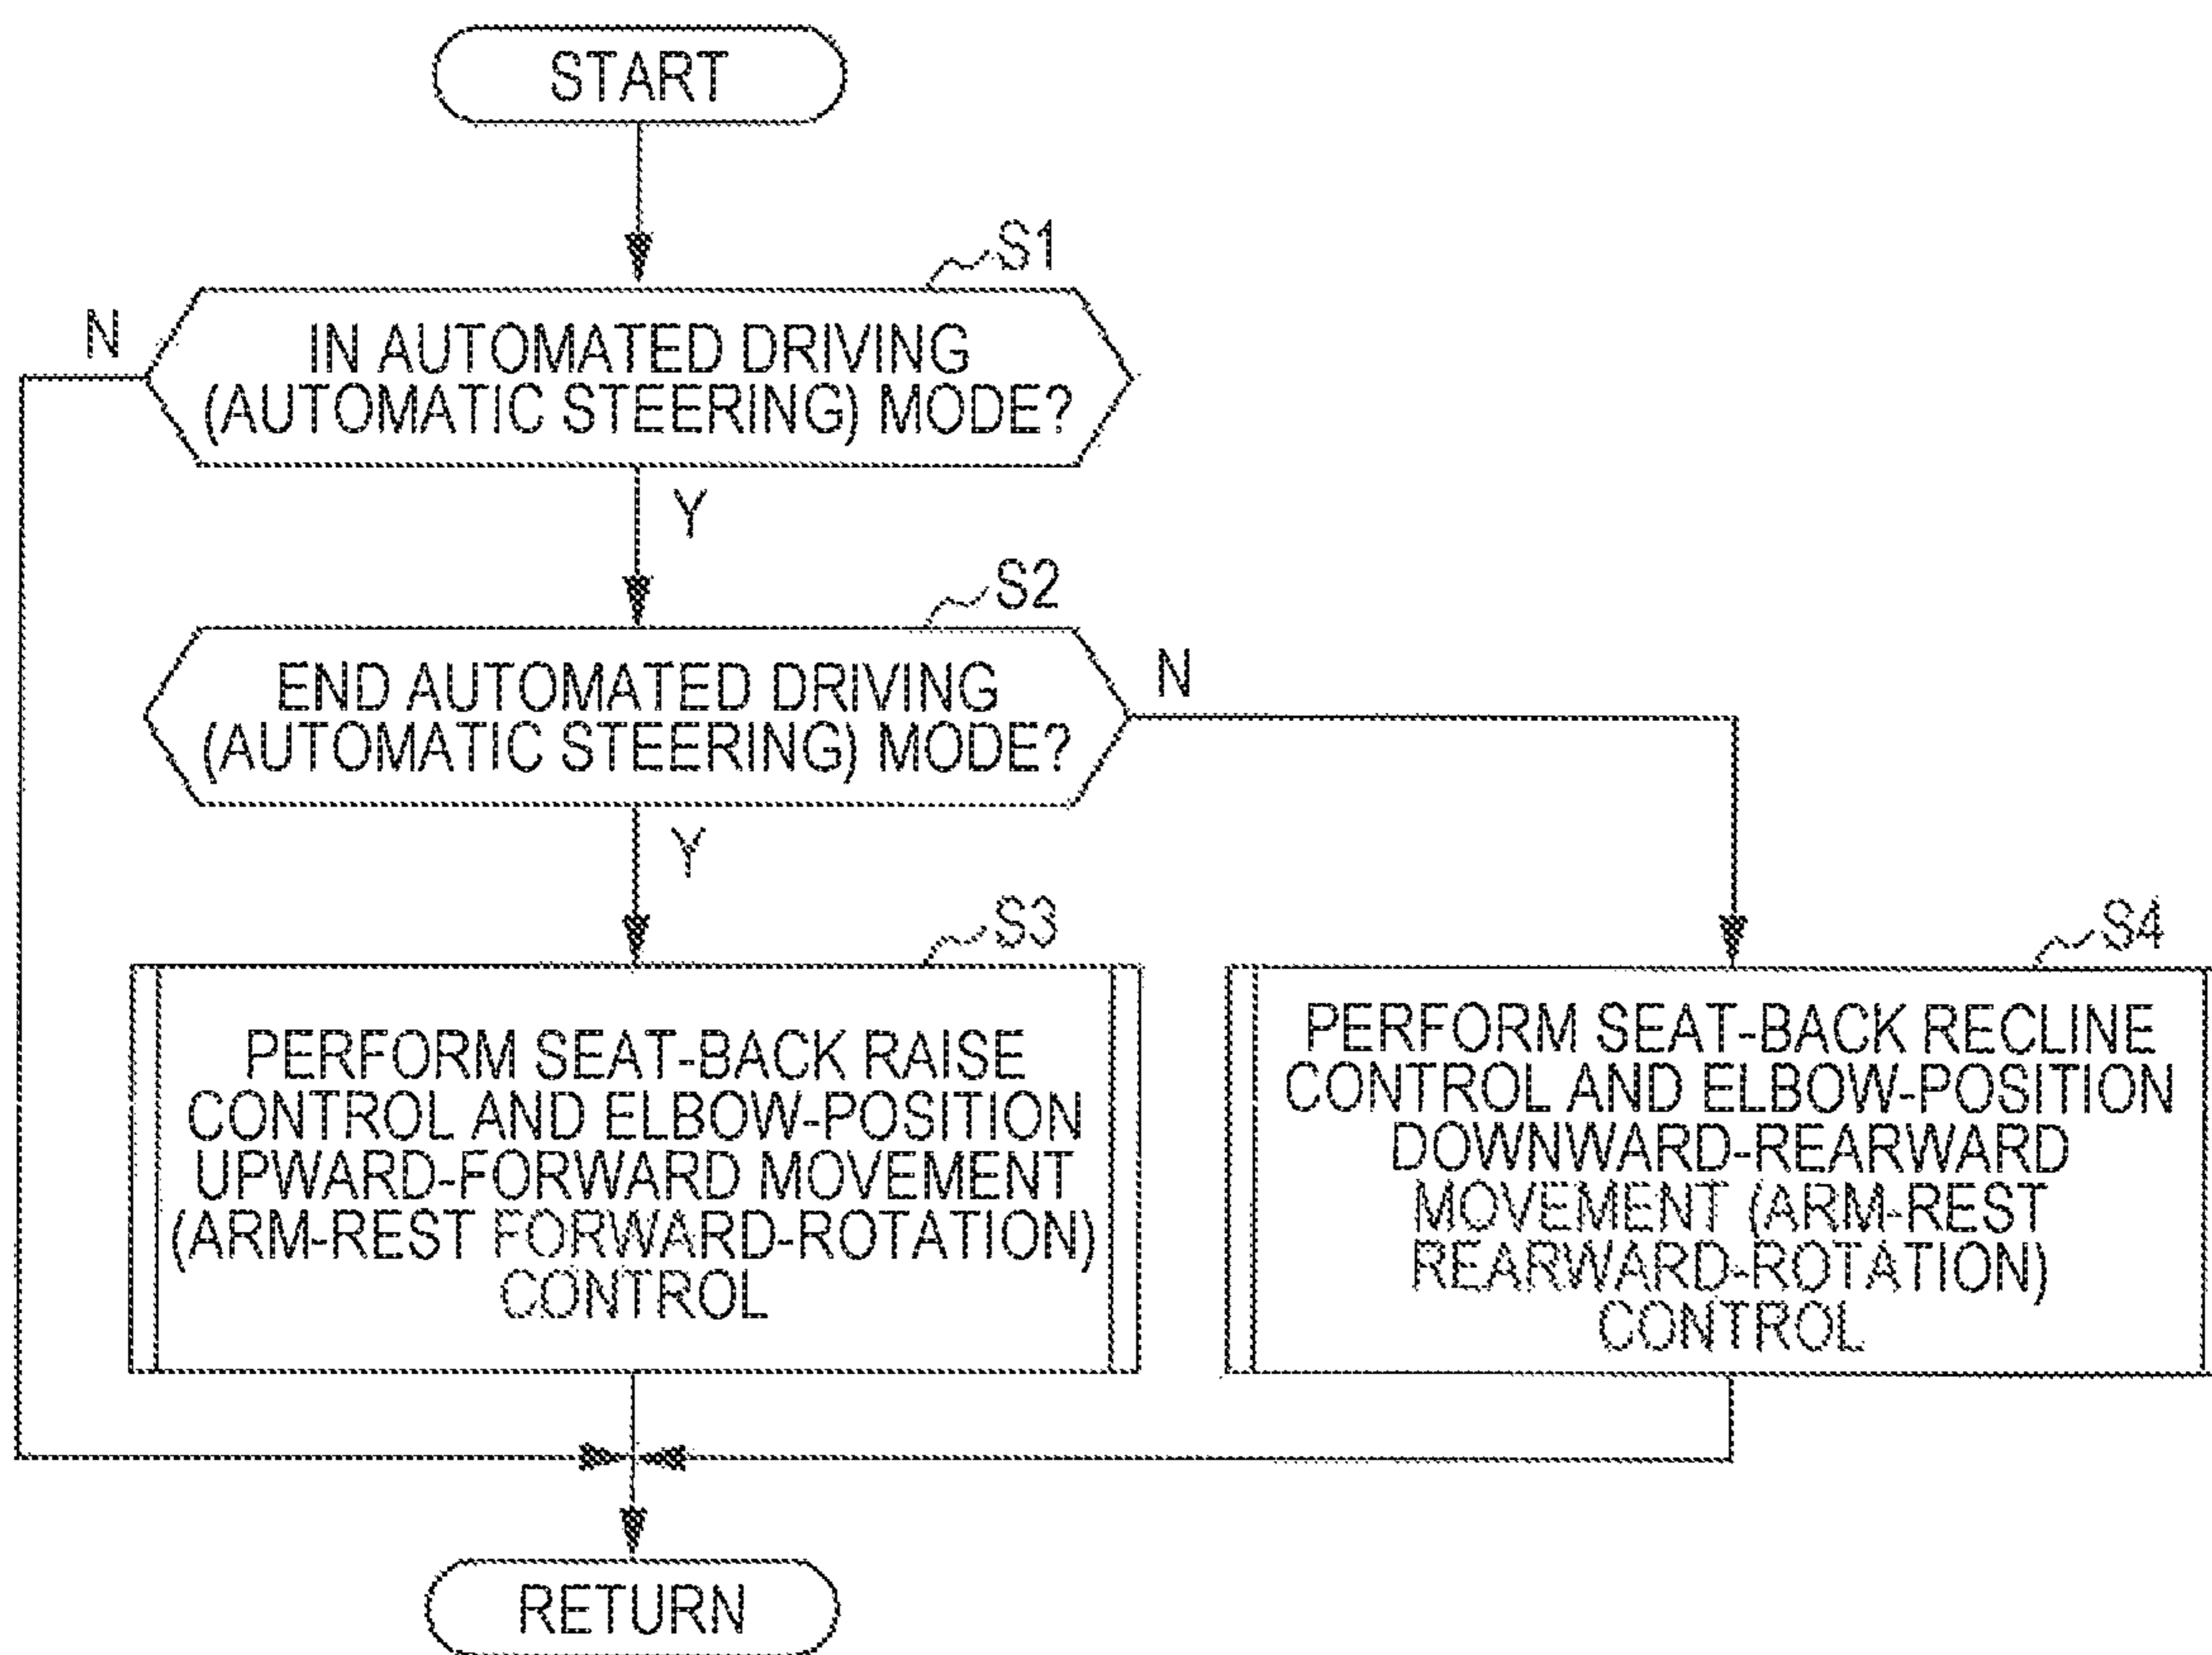 START
S1
N
IN AUTOMATED DRIVING
(AUTOMATIC STEERING) MODE?
Y
S2
END AUTOMATED DRIVING
(AUTOMATIC STEERING) MODE?
N
Y
S3
PERFORM SEAT-BACK RAISE
CONTROL AND ELBOW-POSITION
UPWARD-FORWARD MOVEMENT
(ARM-REST FORWARD-ROTATION)
CONTROL
S4
PERFORM SEAT-BACK RECLINE
CONTROL AND ELBOW-POSITION
DOWNWARD-REARWARD
MOVEMENT (ARM-REST
REARWARD-ROTATION)
CONTROL
RETURN